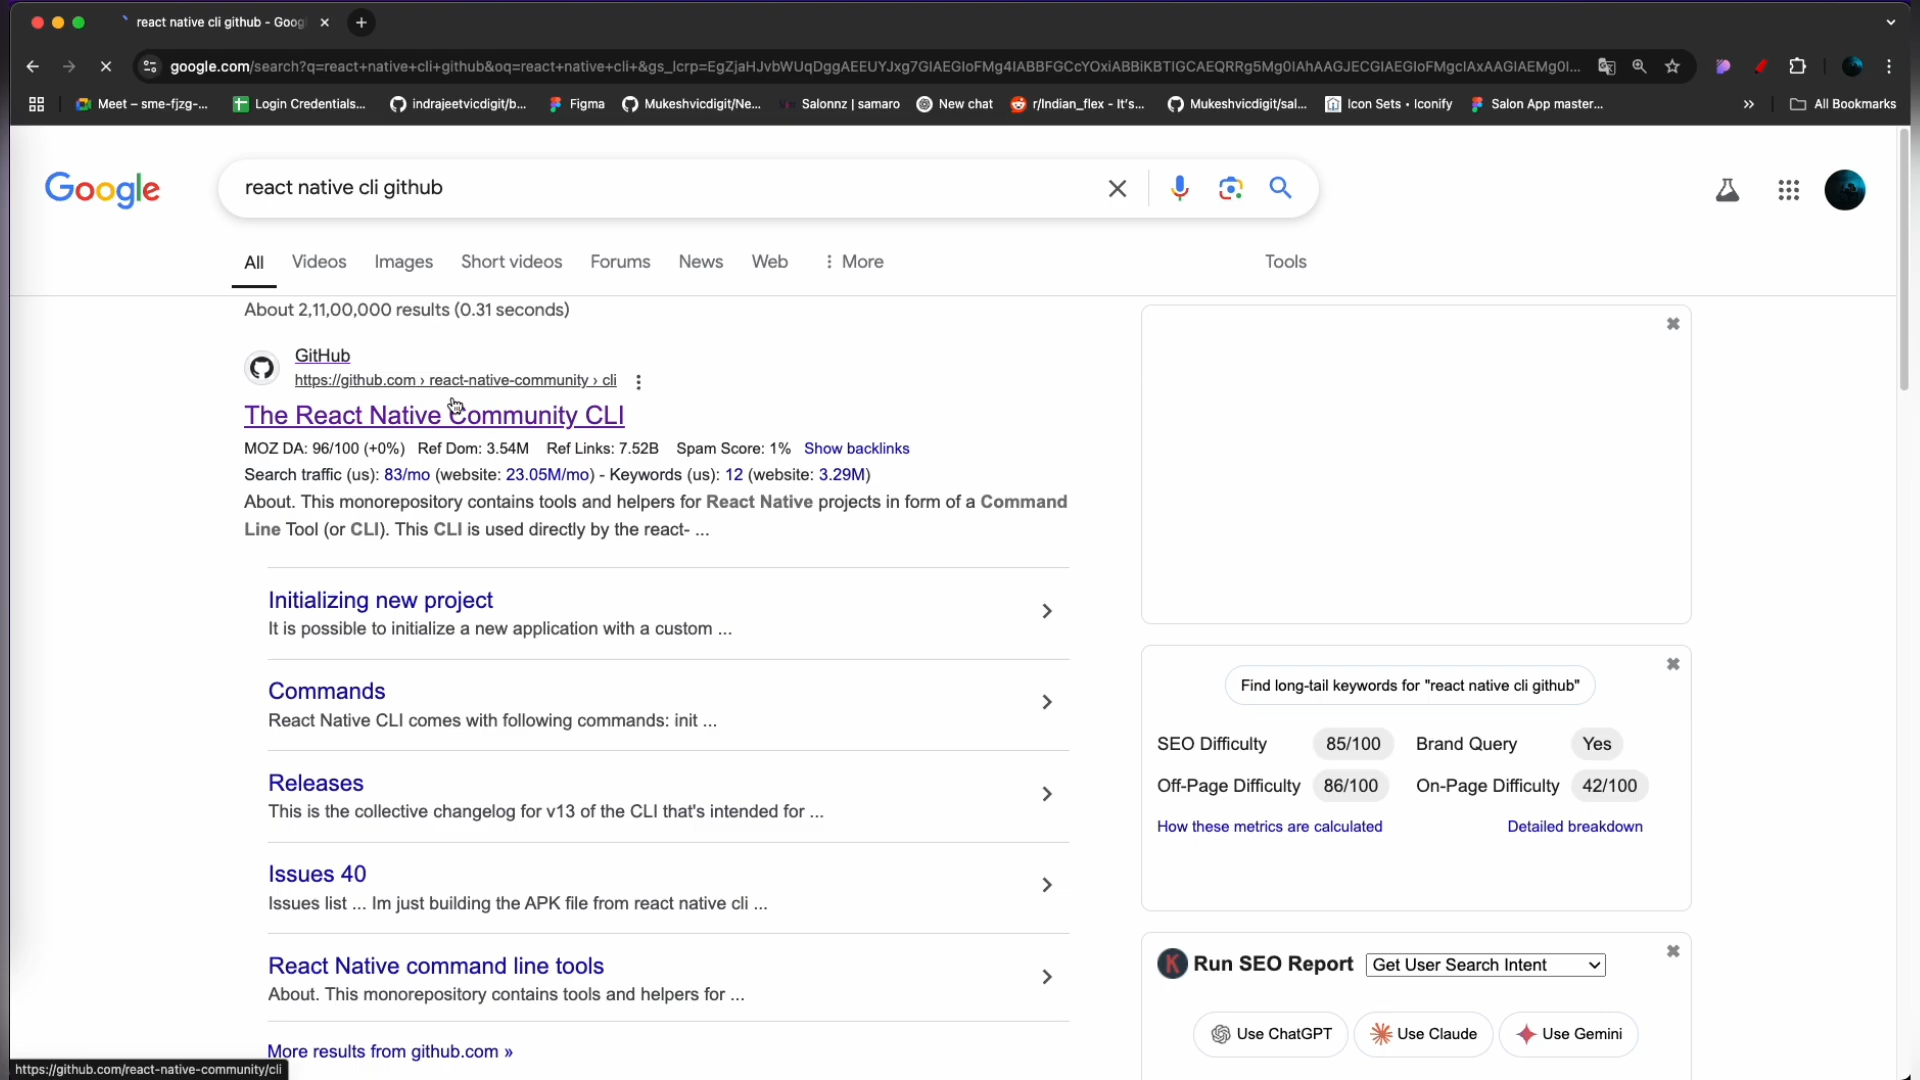 react native cli github - Goog
google.com/search?q=react+native+cli+github&oq=react+native+cli+&gs_lcrp=EgZjaHJvbWUqDggAEEUYJxg7GIAEGIoFMg4IABBFGCcYOxiABBiKBTIGCAEQRRg5Mg0IAhAAGJECGIAEGIoFMgcIAxAAGIAEMg0I...
Meet – sme-fjzg-...
Login Credentials...
indrajeetvicdigit/b...
Figma
Mukeshvicdigit/Ne...
Salonnz | samaro
New chat
r/Indian_flex - It's...
Mukeshvicdigit/sal...
Icon Sets • Iconify
Salon App master...
All Bookmarks
Google
react native cli github
All Videos Images Short videos Forums News Web More Tools
About 2,11,00,000 results (0.31 seconds)
GitHub
https://github.com › react-native-community › cli
The React Native Community CLI
MOZ DA: 96/100 (+0%) Ref Dom: 3.54M Ref Links: 7.52B Spam Score: 1% Show backlinks
Search traffic (us): 83/mo (website: 23.05M/mo) - Keywords (us): 12 (website: 3.29M)
About. This monorepository contains tools and helpers for React Native projects in form of a Command
Line Tool (or CLI). This CLI is used directly by the react- ...
Initializing new project
It is possible to initialize a new application with a custom ...
Commands
React Native CLI comes with following commands: init ...
Releases
This is the collective changelog for v13 of the CLI that's intended for ...
Issues 40
Issues list ... Im just building the APK file from react native cli ...
React Native command line tools
About. This monorepository contains tools and helpers for ...
More results from github.com »
Find long-tail keywords for "react native cli github"
SEO Difficulty 85/100 Brand Query Yes
Off-Page Difficulty 86/100 On-Page Difficulty 42/100
How these metrics are calculated Detailed breakdown
K Run SEO Report Get User Search Intent
Use ChatGPT Use Claude Use Gemini
https://github.com/react-native-community/cli